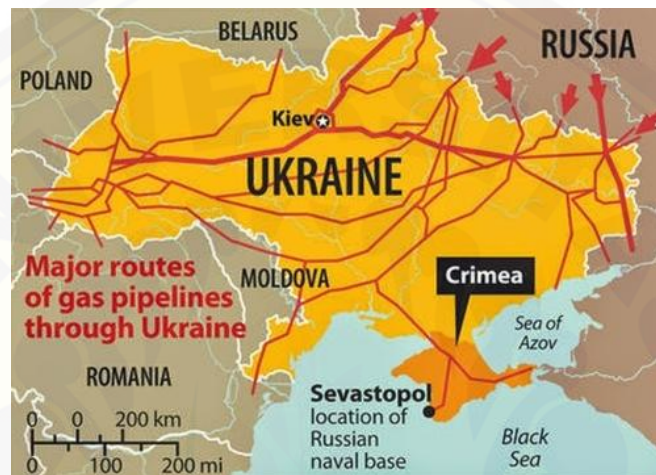 BELARUS
RUSSIA
POLAND
Kiev
UKRAINE
Major routes
of gas pipelines
through Ukraine
MOLDOVA
Crimea
Sea of
Azov
ROMANIA
Sevastopol
location of
Russian
naval base
Black
Sea
0 0 200 km
100 200 mi